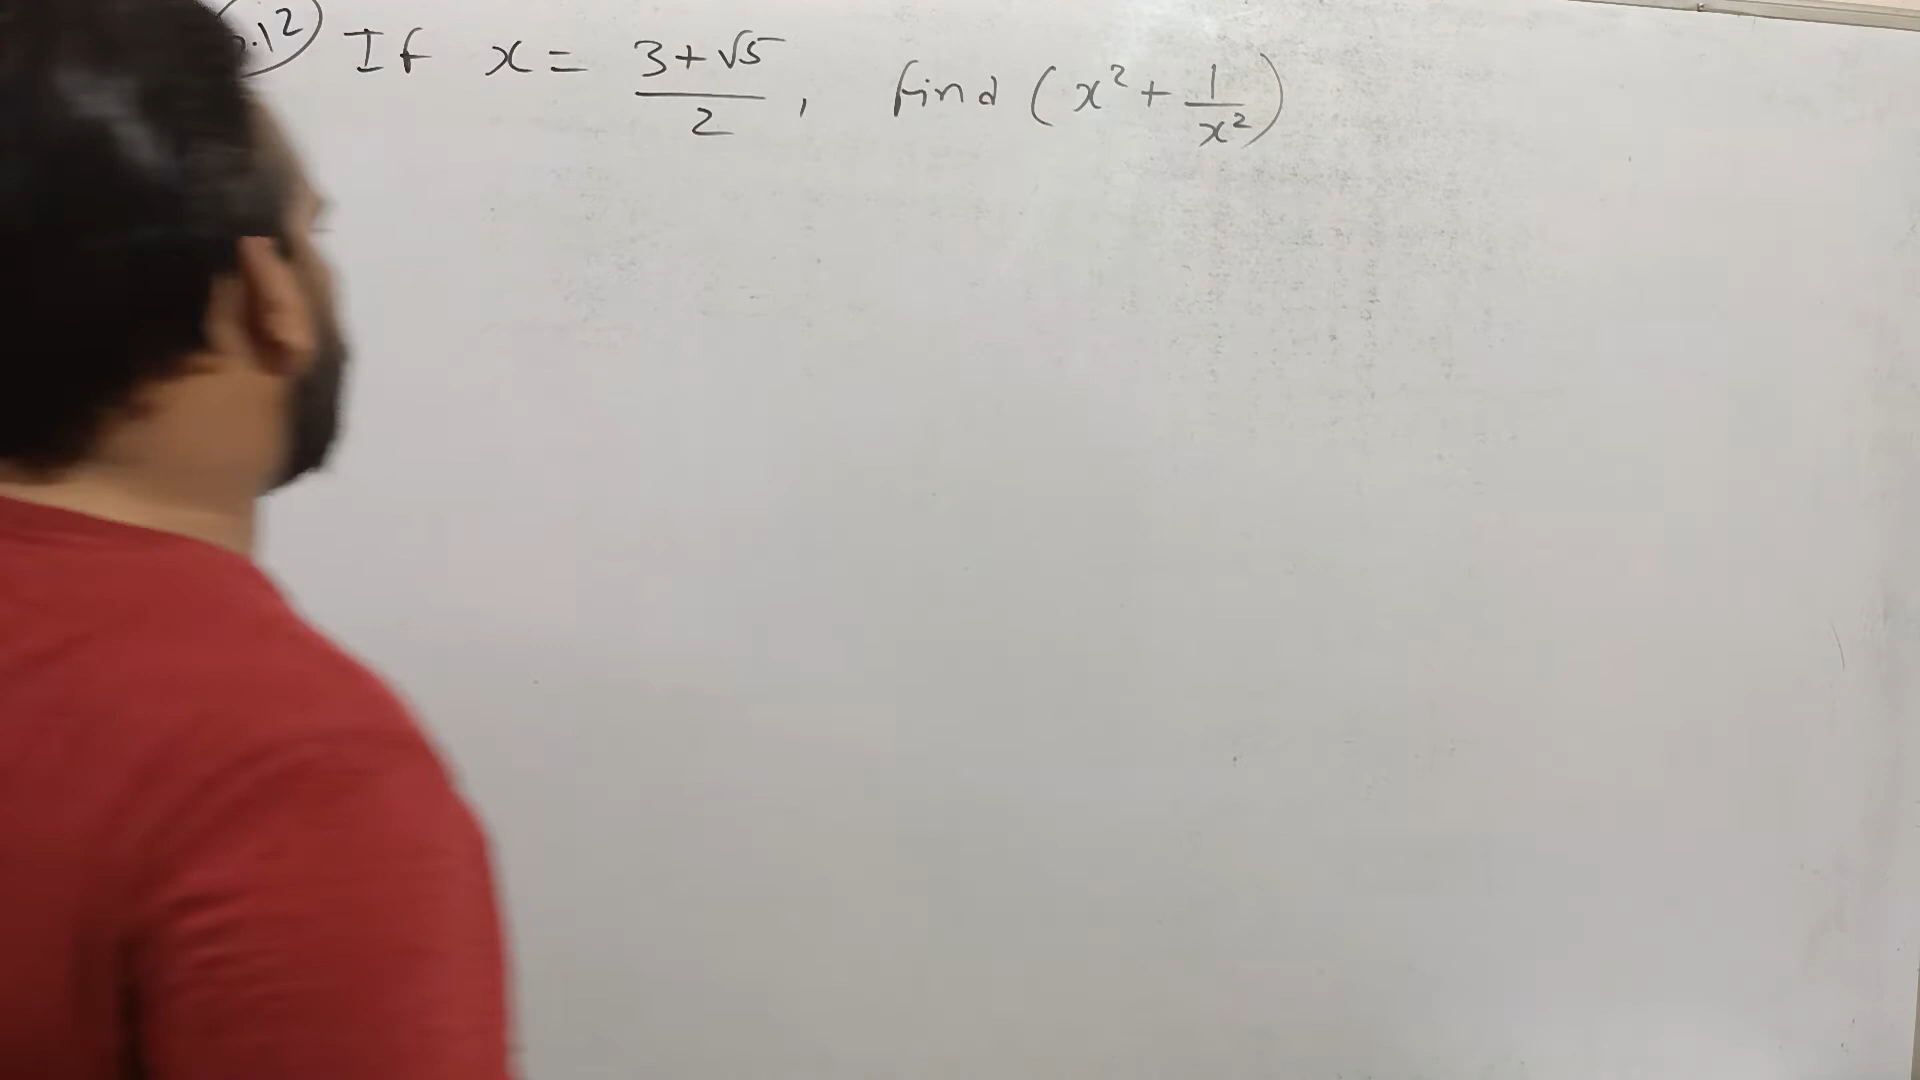 .12) If x = (3+√5)/2, find (x² + 1/x²)